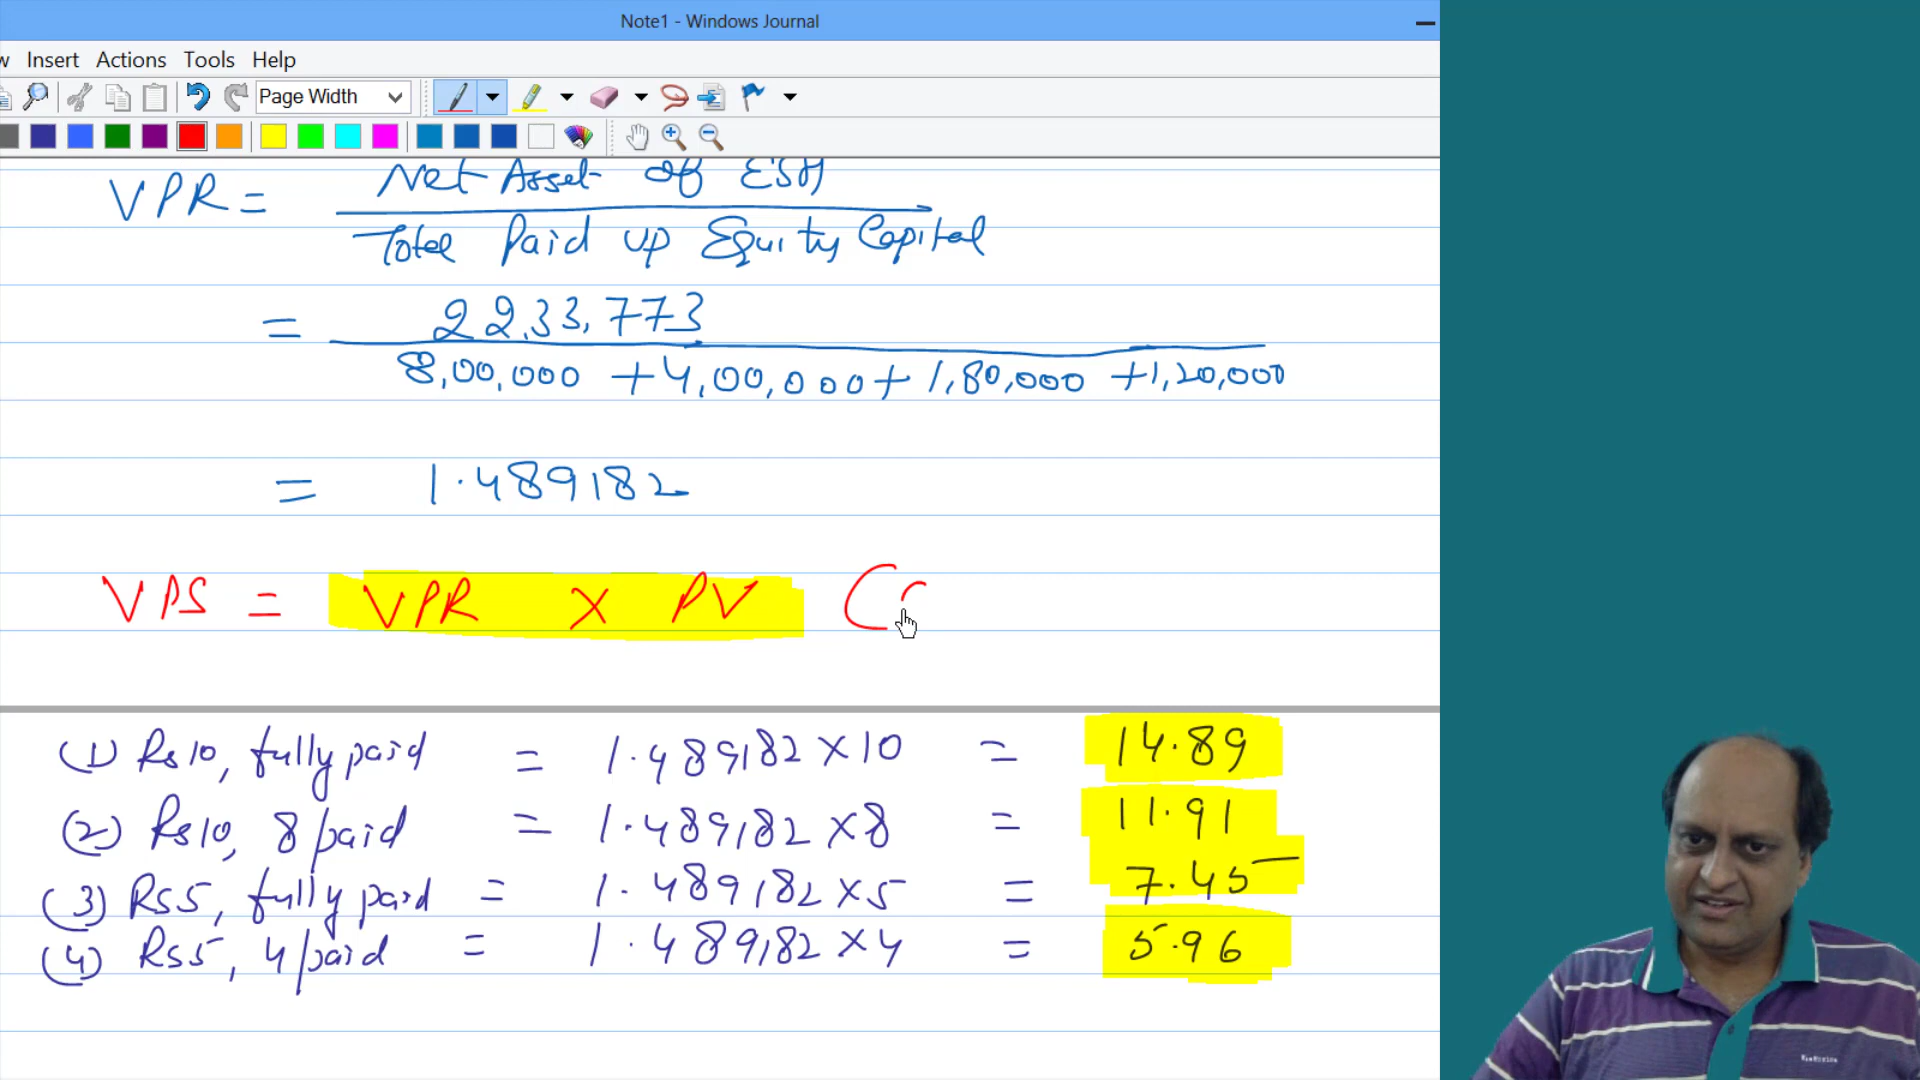 Note1 - Windows Journal
Insert Actions Tools Help
Page Width
VPR = Net Asset of ESH
Total Paid up Equity Capital
= 22,33,773
8,00,000 + 4,00,000 + 1,80,000 + 1,20,000
= 1.489182
VPS = VPR X PV (
(1) Rs 10, fully paid = 1.489182 X 10 = 14.89
(2) Rs 10, 8/paid = 1.489182 X 8 = 11.91
(3) Rs 5, fully paid = 1.489182 X 5 = 7.45
(4) Rs 5, 4/paid = 1.489182 X 4 = 5.96